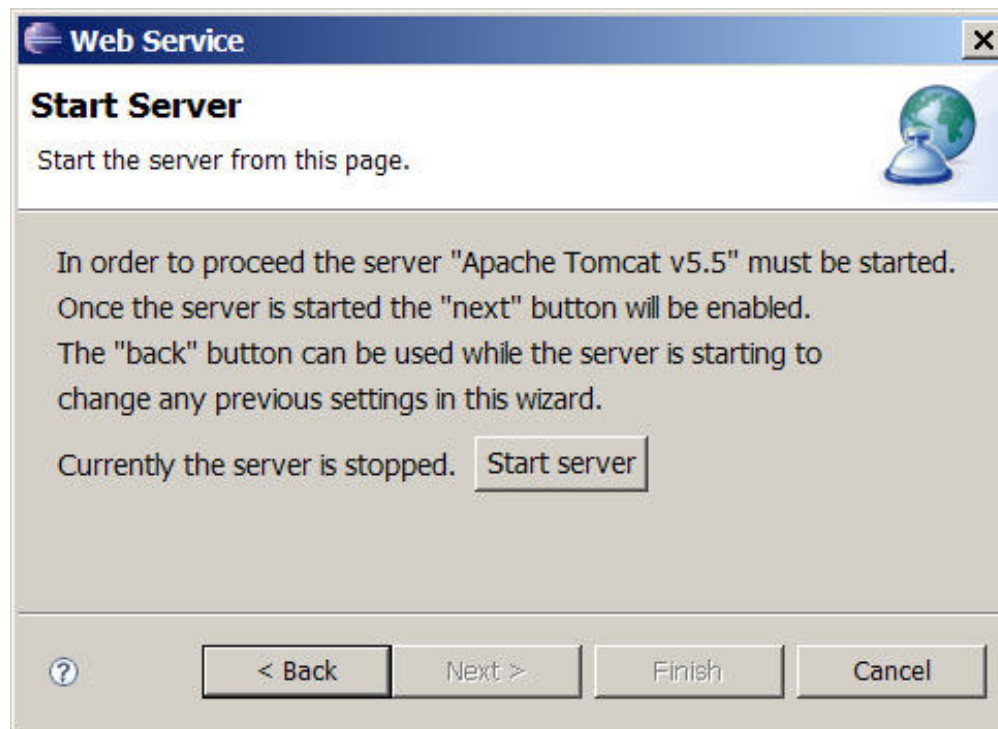 Web Service
Start Server
Start the server from this page.
In order to proceed the server "Apache Tomcat v5.5" must be started.
Once the server is started the "next" button will be enabled.
The "back" button can be used while the server is starting to
change any previous settings in this wizard.
Currently the server is stopped. Start server
? < Back Next > Finish Cancel